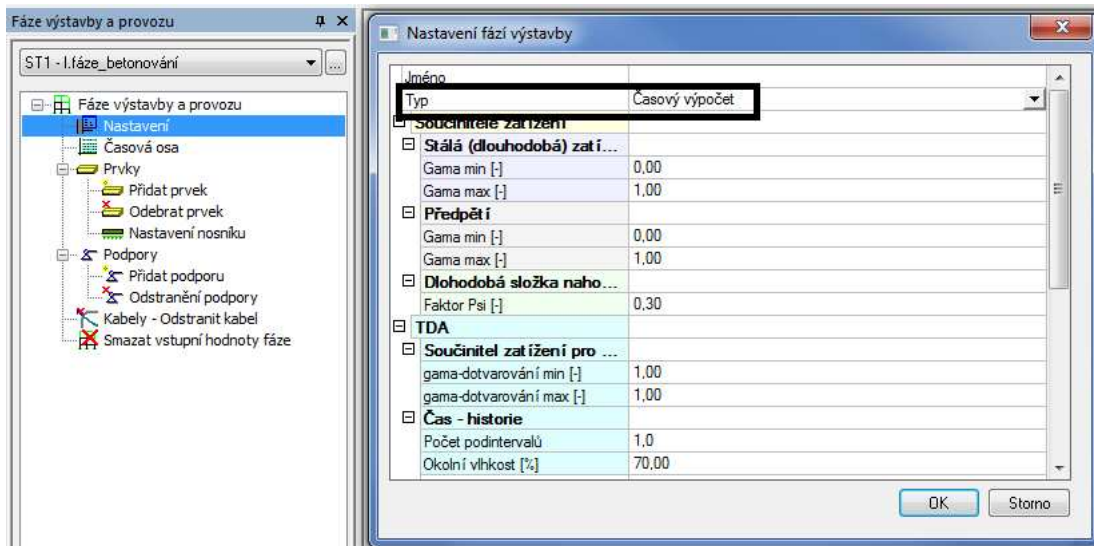 Fáze výstavby a provozu
ST1 - I.fáze_betonování
...
Fáze výstavby a provozu
Nastavení
Časová osa
Prvky
Přidat prvek
Odebrat prvek
Nastavení nosníku
Podpory
Přidat podporu
Odstranění podpory
Kabely - Odstranit kabel
Smazat vstupní hodnoty fáze
Nastavení fází výstavby
Jméno
Typ Časový výpočet
Součinitele zatížení
Stálá (dlouhodobá) zatí...
Gama min [-] 0,00
Gama max [-] 1,00
Předpětí
Gama min [-] 0,00
Gama max [-] 1,00
Dlohodobá složka naho...
Faktor Psi [-] 0,30
TDA
Součinitel zatížení pro ...
gama-dotvarování min [-] 1,00
gama-dotvarování max [-] 1,00
Čas - historie
Počet podintervalů 1,0
Okolní vlhkost [%] 70,00
OK Storno